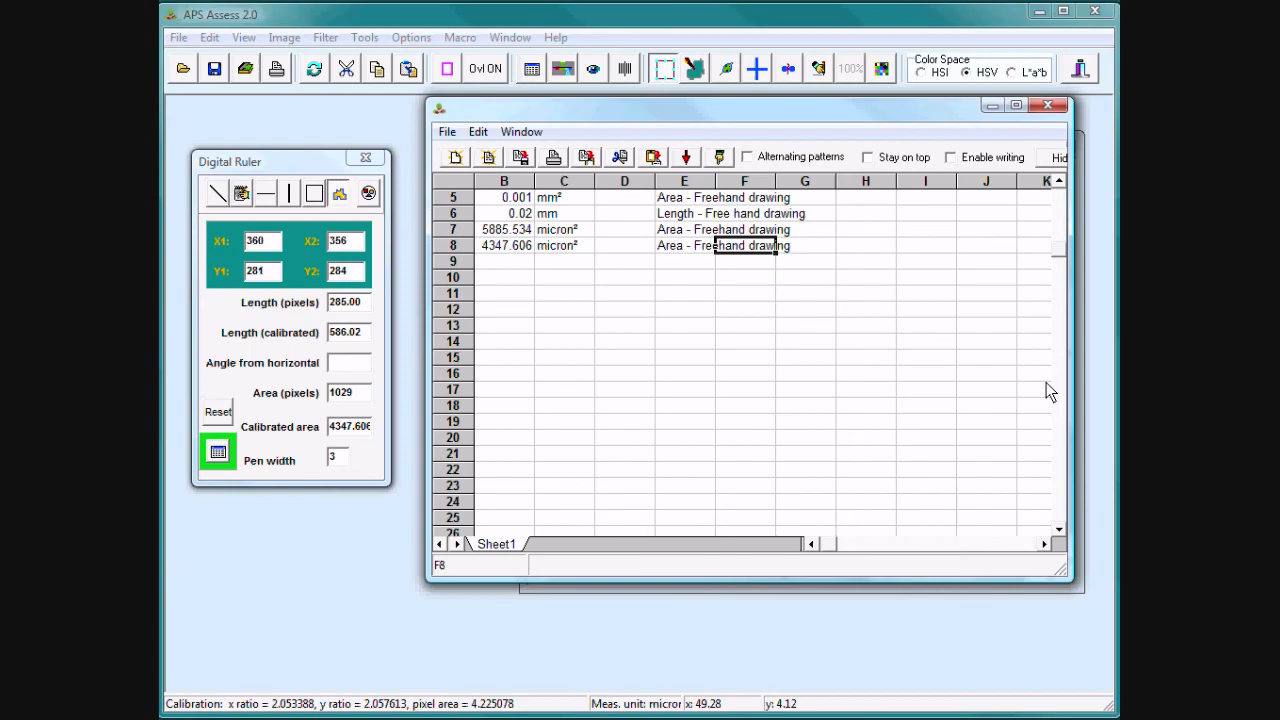 APS Assess 2.0
File Edit View Image Filter Tools Options Macro Window Help
Ovl ON
100%
Color Space
HSI HSV L*a*b
Digital Ruler
X1: 360 X2: 356
Y1: 281 Y2: 284
Length (pixels) 285.00
Length (calibrated) 586.02
Angle from horizontal
Area (pixels) 1029
Reset
Calibrated area 4347.606
Pen width 3
File Edit Window
Alternating patterns Stay on top Enable writing Hid
B C D E F G H I J K
5 0.001 mm² Area - Freehand drawing
6 0.02 mm Length - Free hand drawing
7 5885.534 micron² Area - Freehand drawing
8 4347.606 micron² Area - Freehand drawing
9
10
11
12
13
14
15
16
17
18
19
20
21
22
23
24
25
26
Sheet1
F8
Calibration: x ratio = 2.053388, y ratio = 2.057613, pixel area = 4.225078 Meas. unit: micror x: 49.28 y: 4.12